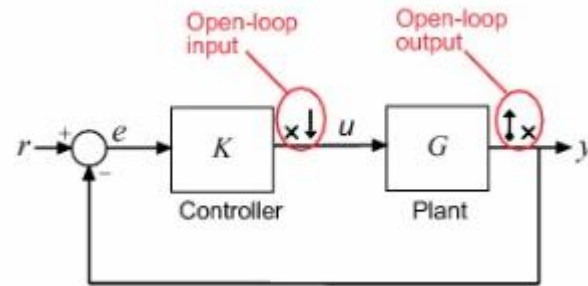 Open-loop
input
Open-loop
output
r + e K u G y
−
Controller
Plant